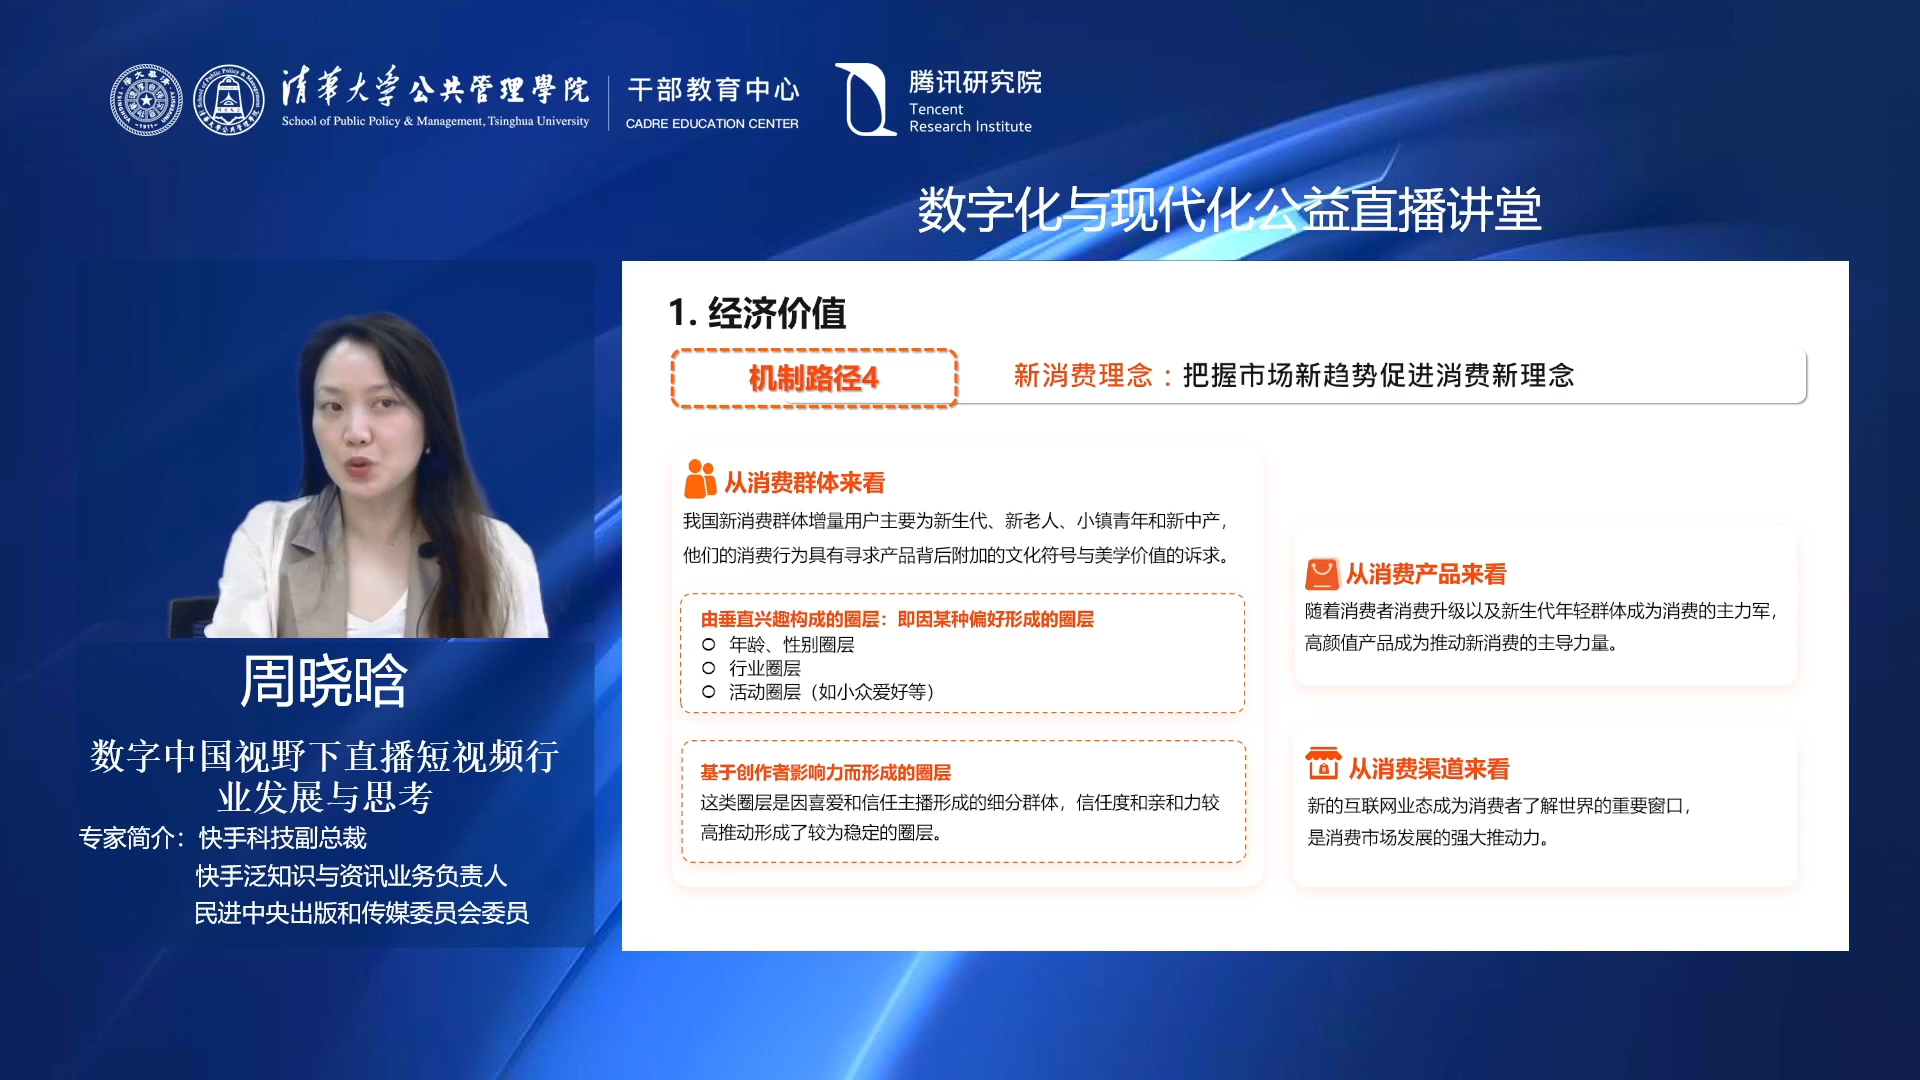 清華大学公共管理學院
School of Public Policy & Management, Tsinghua University
干部教育中心
CADRE EDUCATION CENTER
腾讯研究院
Tencent
Research Institute
数字化与现代化公益直播讲堂
周晓晗
数字中国视野下直播短视频行
业发展与思考
专家简介：快手科技副总裁
快手泛知识与资讯业务负责人
民进中央出版和传媒委员会委员
1. 经济价值
机制路径4
新消费理念：把握市场新趋势促进消费新理念
从消费群体来看
我国新消费群体增量用户主要为新生代、新老人、小镇青年和新中产，
他们的消费行为具有寻求产品背后附加的文化符号与美学价值的诉求。
由垂直兴趣构成的圈层：即因某种偏好形成的圈层
年龄、性别圈层
行业圈层
活动圈层（如小众爱好等）
基于创作者影响力而形成的圈层
这类圈层是因喜爱和信任主播形成的细分群体，信任度和亲和力较
高推动形成了较为稳定的圈层。
从消费产品来看
随着消费者消费升级以及新生代年轻群体成为消费的主力军，
高颜值产品成为推动新消费的主导力量。
从消费渠道来看
新的互联网业态成为消费者了解世界的重要窗口，
是消费市场发展的强大推动力。